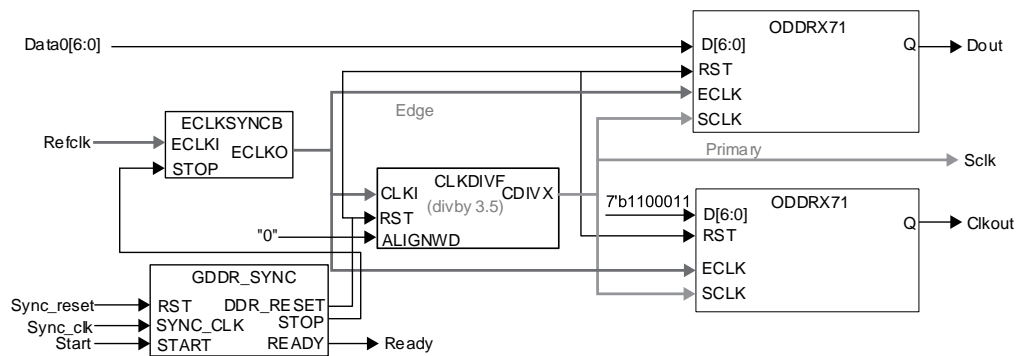 ODDRX71
Data0[6:0]
D[6:0]
Q
Dout
RST
ECLK
SCLK
Edge
ECLKSYNCB
Refclk
ECLKI
ECLKO
STOP
Primary
Sclk
CLKDIVF
CLKI
CDIVX
(divby 3.5)
RST
"0"
ALIGNWD
7'b1100011
ODDRX71
D[6:0]
Q
Clkout
RST
ECLK
SCLK
GDDR_SYNC
Sync_reset
RST
DDR_RESET
Sync_clk
SYNC_CLK
STOP
Start
START
READY
Ready